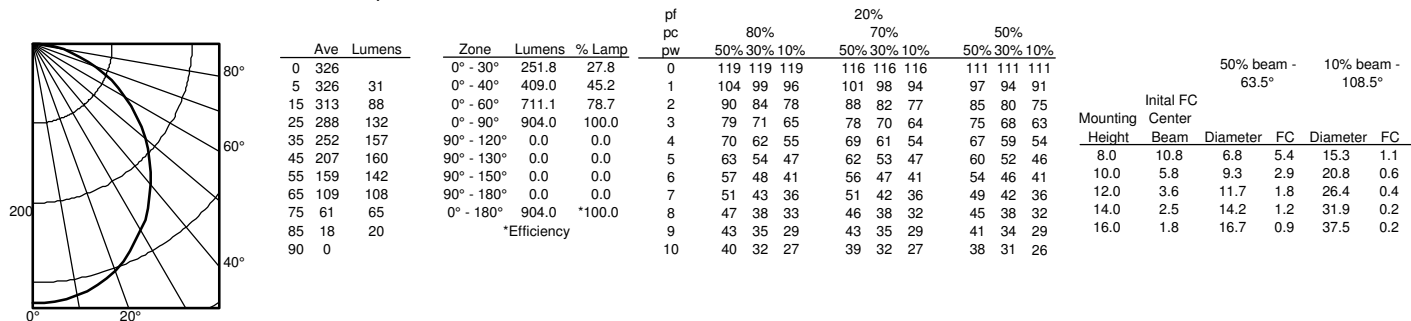 80°
60°
40°
200
0°
20°
Ave Lumens
0 326
5 326 31
15 313 88
25 288 132
35 252 157
45 207 160
55 159 142
65 109 108
75 61 65
85 18 20
90 0
Zone Lumens % Lamp
0° - 30° 251.8 27.8
0° - 40° 409.0 45.2
0° - 60° 711.1 78.7
0° - 90° 904.0 100.0
90° - 120° 0.0 0.0
90° - 130° 0.0 0.0
90° - 150° 0.0 0.0
90° - 180° 0.0 0.0
0° - 180° 904.0 *100.0
*Efficiency
pf 20%
pc 80% 70% 50%
pw 50% 30% 10% 50% 30% 10% 50% 30% 10%
0 119 119 119 116 116 116 111 111 111
1 104 99 96 101 98 94 97 94 91
2 90 84 78 88 82 77 85 80 75
3 79 71 65 78 70 64 75 68 63
4 70 62 55 69 61 54 67 59 54
5 63 54 47 62 53 47 60 52 46
6 57 48 41 56 47 41 54 46 41
7 51 43 36 51 42 36 49 42 36
8 47 38 33 46 38 32 45 38 32
9 43 35 29 43 35 29 41 34 29
10 40 32 27 39 32 27 38 31 26
50% beam - 10% beam -
63.5° 108.5°
Inital FC
Mounting Center
Height Beam Diameter FC Diameter FC
8.0 10.8 6.8 5.4 15.3 1.1
10.0 5.8 9.3 2.9 20.8 0.6
12.0 3.6 11.7 1.8 26.4 0.4
14.0 2.5 14.2 1.2 31.9 0.2
16.0 1.8 16.7 0.9 37.5 0.2